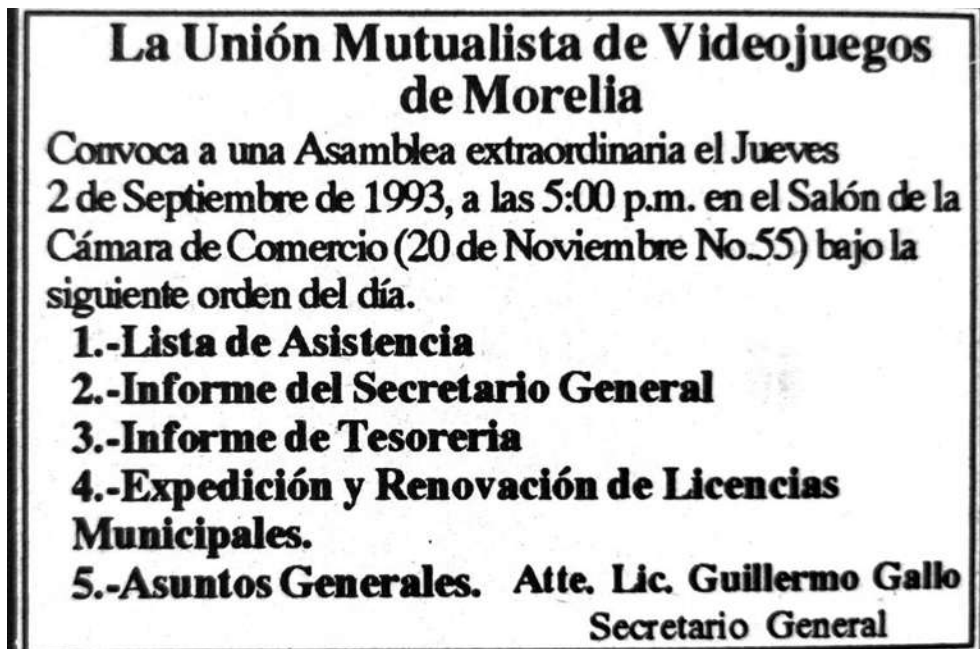 La Unión Mutualista de Videojuegos
de Morelia
Convoca a una Asamblea extraordinaria el Jueves
2 de Septiembre de 1993, a las 5:00 p.m. en el Salón de la
Cámara de Comercio (20 de Noviembre No.55) bajo la
siguiente orden del día.
1.-Lista de Asistencia
2.-Informe del Secretario General
3.-Informe de Tesoreria
4.-Expedición y Renovación de Licencias
Municipales.
5.-Asuntos Generales. Atte. Lic. Guillermo Gallo
Secretario General